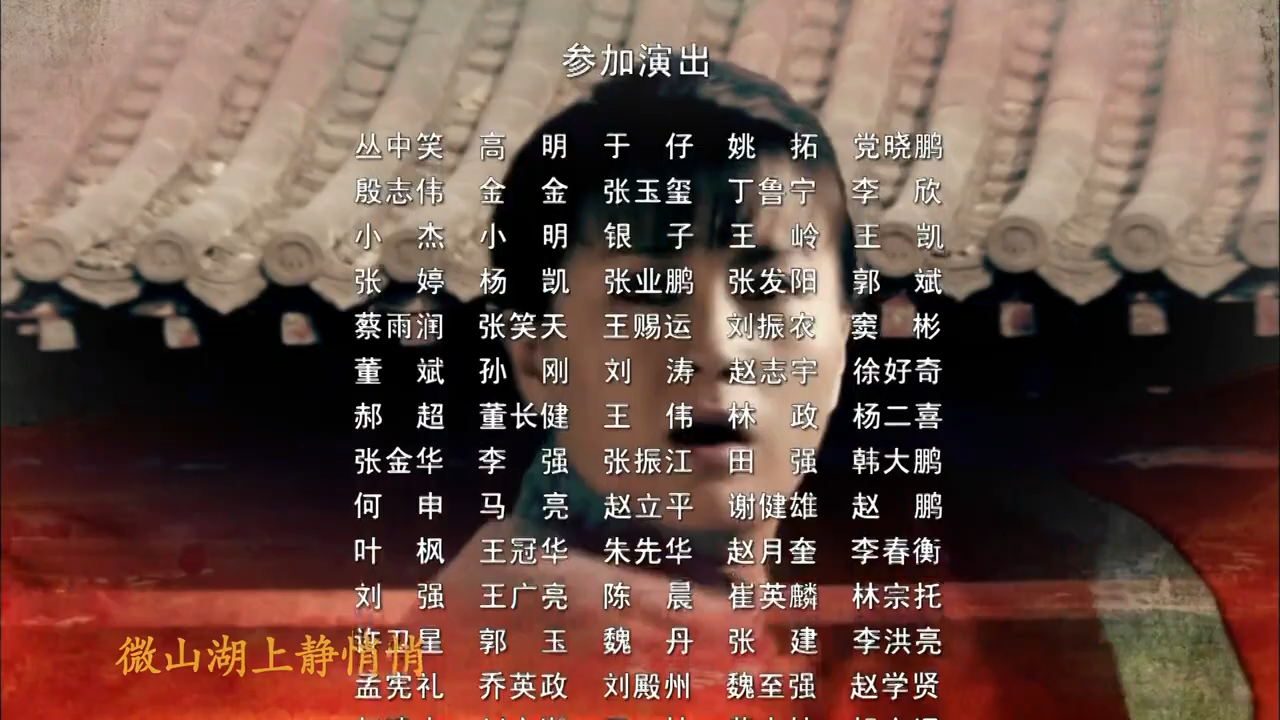 参加演出
丛中笑 高明 于仔 姚拓 党晓鹏
殷志伟 金金 张玉玺 丁鲁宁 李欣
小杰 小明 银子 王岭 王凯
张婷 杨凯 张业鹏 张发阳 郭斌
蔡雨润 张笑天 王赐运 刘振农 窦彬
董斌 孙刚 刘涛 赵志宇 徐好奇
郝超 董长健 王伟 林政 杨二喜
张金华 李强 张振江 田强 韩大鹏
何申 马亮 赵立平 谢健雄 赵鹏
叶枫 王冠华 朱先华 赵月奎 李春衡
刘强 王广亮 陈晨 崔英麟 林宗托
许卫星 郭玉 魏丹 张建 李洪亮
微山湖上静悄悄
孟宪礼 乔英政 刘殿州 魏至强 赵学贤